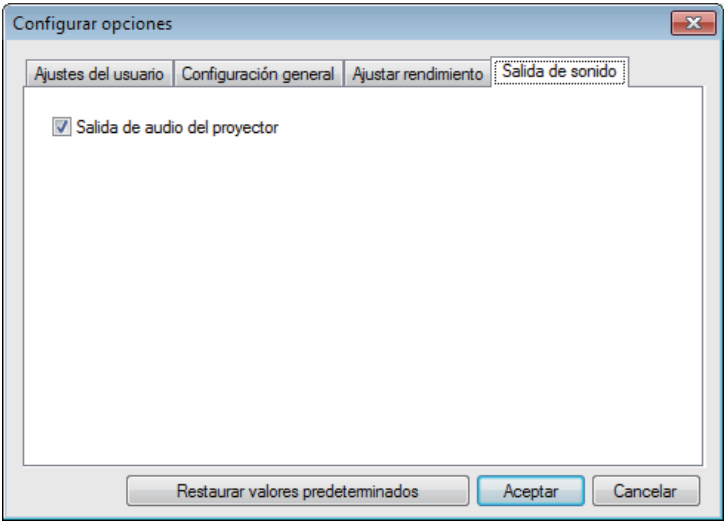 Configurar opciones
Ajustes del usuario Configuración general Ajustar rendimiento Salida de sonido
Salida de audio del proyector
Restaurar valores predeterminados Aceptar Cancelar